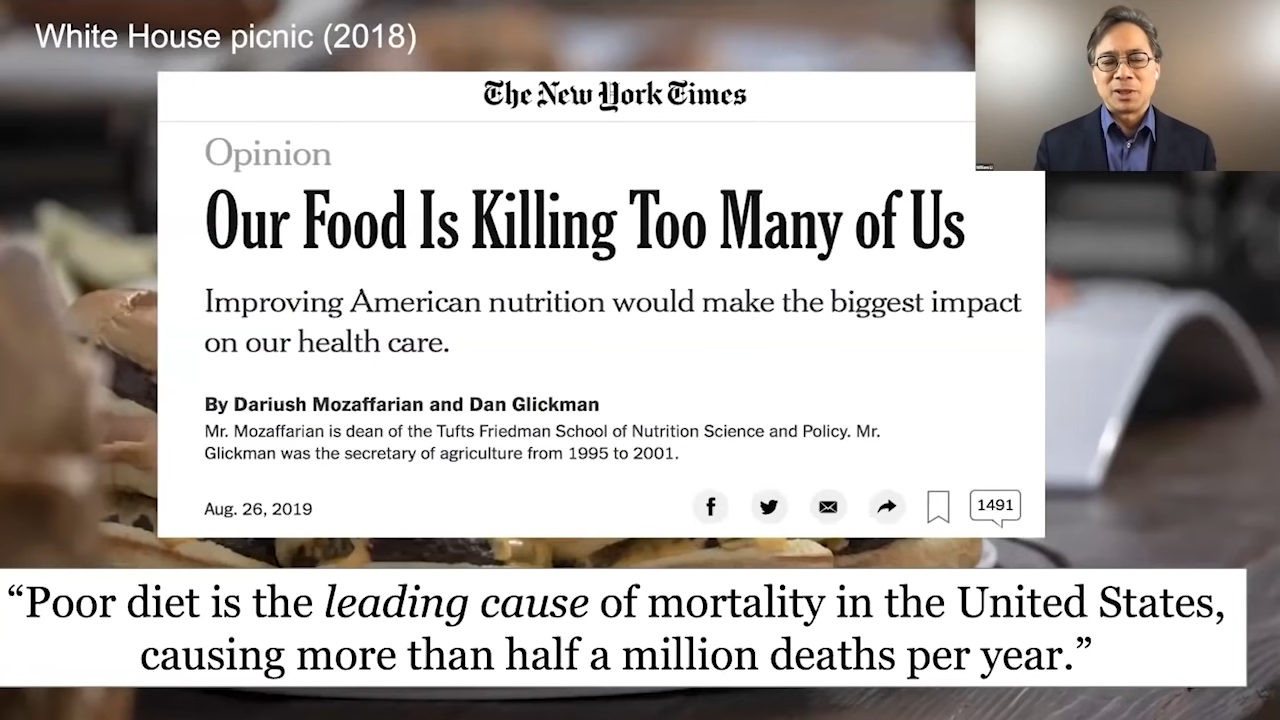 White House picnic (2018)
The New York Times
Opinion
Our Food Is Killing Too Many of Us
Improving American nutrition would make the biggest impact
on our health care.
By Dariush Mozaffarian and Dan Glickman
Mr. Mozaffarian is dean of the Tufts Friedman School of Nutrition Science and Policy. Mr.
Glickman was the secretary of agriculture from 1995 to 2001.
Aug. 26, 2019
1491
“Poor diet is the leading cause of mortality in the United States,
causing more than half a million deaths per year.”